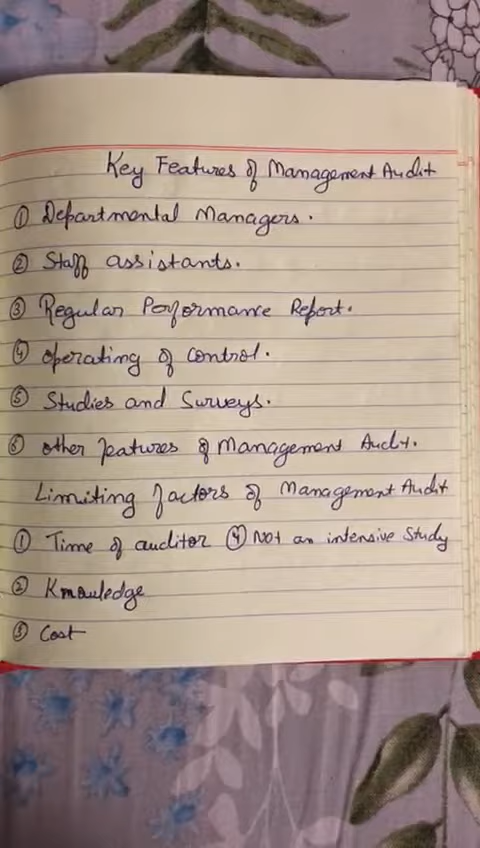 Key Features of Management Audit
① Departmental Managers.
② Staff assistants.
③ Regular Performance Report.
④ operating of control.
⑤ Studies and Surveys.
⑥ other features of Management Audt.
Limiting factors of Management Audit
① Time of auditor ④ Not an intensive Study
② Knowledge
③ Cost